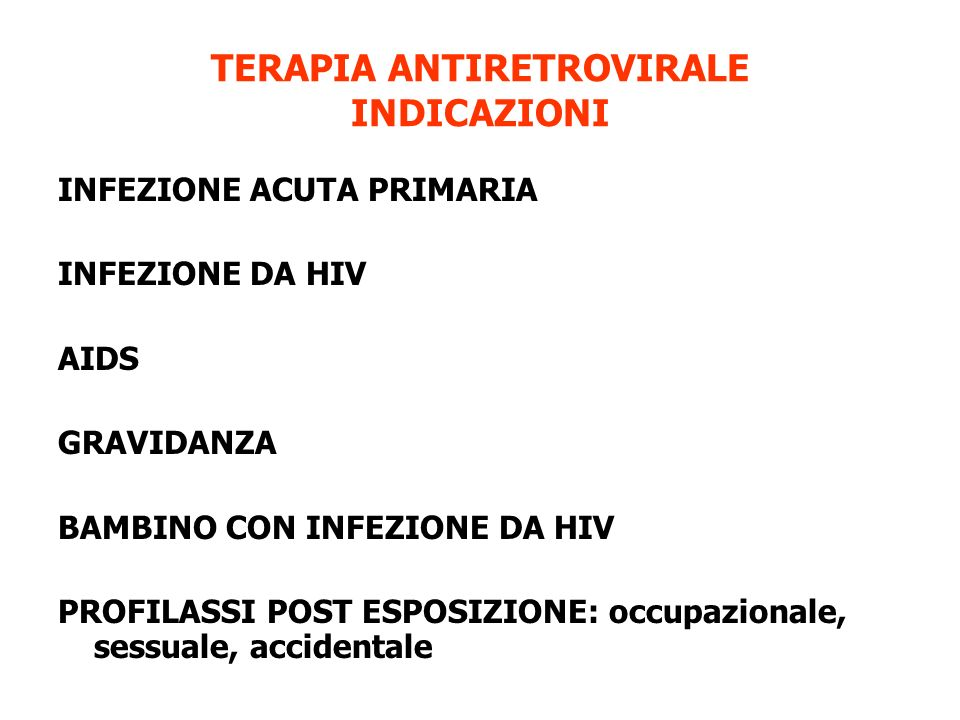 TERAPIA ANTIRETROVIRALE
INDICAZIONI
INFEZIONE ACUTA PRIMARIA
INFEZIONE DA HIV
AIDS
GRAVIDANZA
BAMBINO CON INFEZIONE DA HIV
PROFILASSI POST ESPOSIZIONE: occupazionale,
sessuale, accidentale